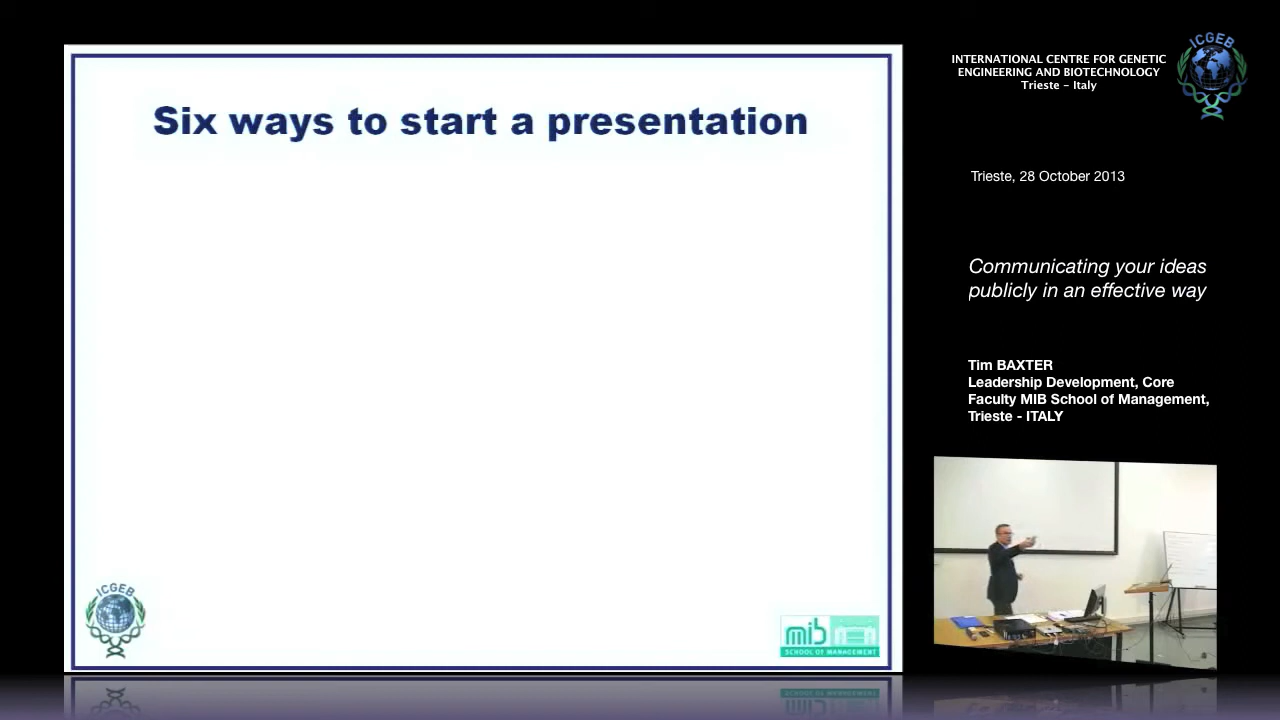 Six ways to start a presentation
ICGEB
mib
SCHOOL OF MANAGEMENT
INTERNATIONAL CENTRE FOR GENETIC
ENGINEERING AND BIOTECHNOLOGY
Trieste – Italy
ICGEB
Trieste, 28 October 2013
Communicating your ideas
publicly in an effective way
Tim BAXTER
Leadership Development, Core
Faculty MIB School of Management,
Trieste - ITALY